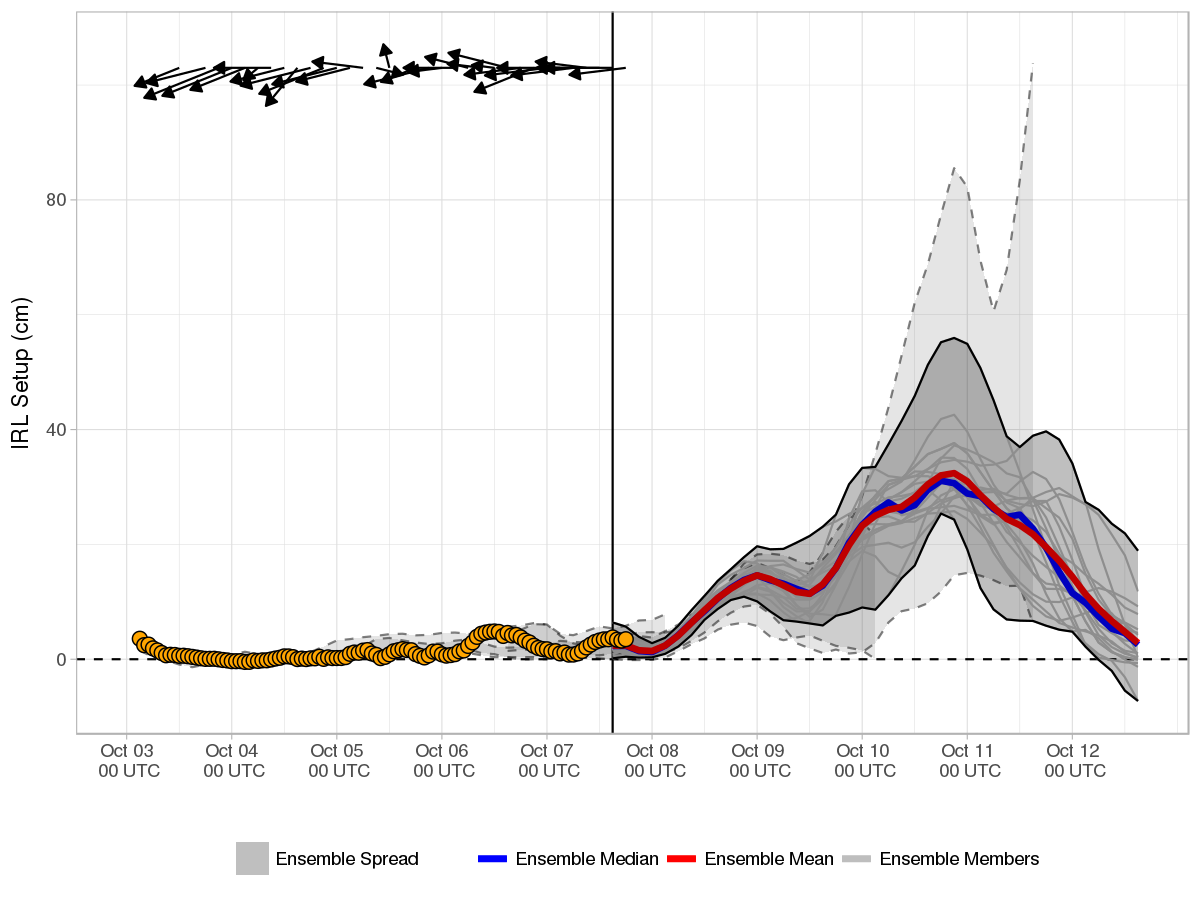 IRL Setup (cm)
80
40
0
Oct 03 Oct 04 Oct 05 Oct 06 Oct 07 Oct 08 Oct 09 Oct 10 Oct 11 Oct 12
00 UTC 00 UTC 00 UTC 00 UTC 00 UTC 00 UTC 00 UTC 00 UTC 00 UTC 00 UTC
Ensemble Spread Ensemble Median Ensemble Mean Ensemble Members